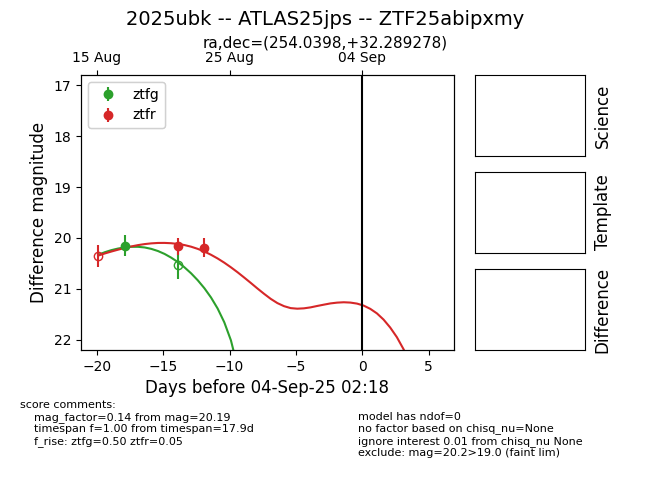 2025ubk -- ATLAS25jps -- ZTF25abipxmy
ra,dec=(254.0398,+32.289278)
15 Aug 25 Aug 04 Sep
ztfg
ztfr
17
18
19
20
21
22
Difference magnitude
−20 −15 −10 −5 0 5
Days before 04-Sep-25 02:18
Science
Template
Difference
score comments:
mag_factor=0.14 from mag=20.19
timespan f=1.00 from timespan=17.9d
f_rise: ztfg=0.50 ztfr=0.05
model has ndof=0
no factor based on chisq_nu=None
ignore interest 0.01 from chisq_nu None
exclude: mag=20.2>19.0 (faint lim)